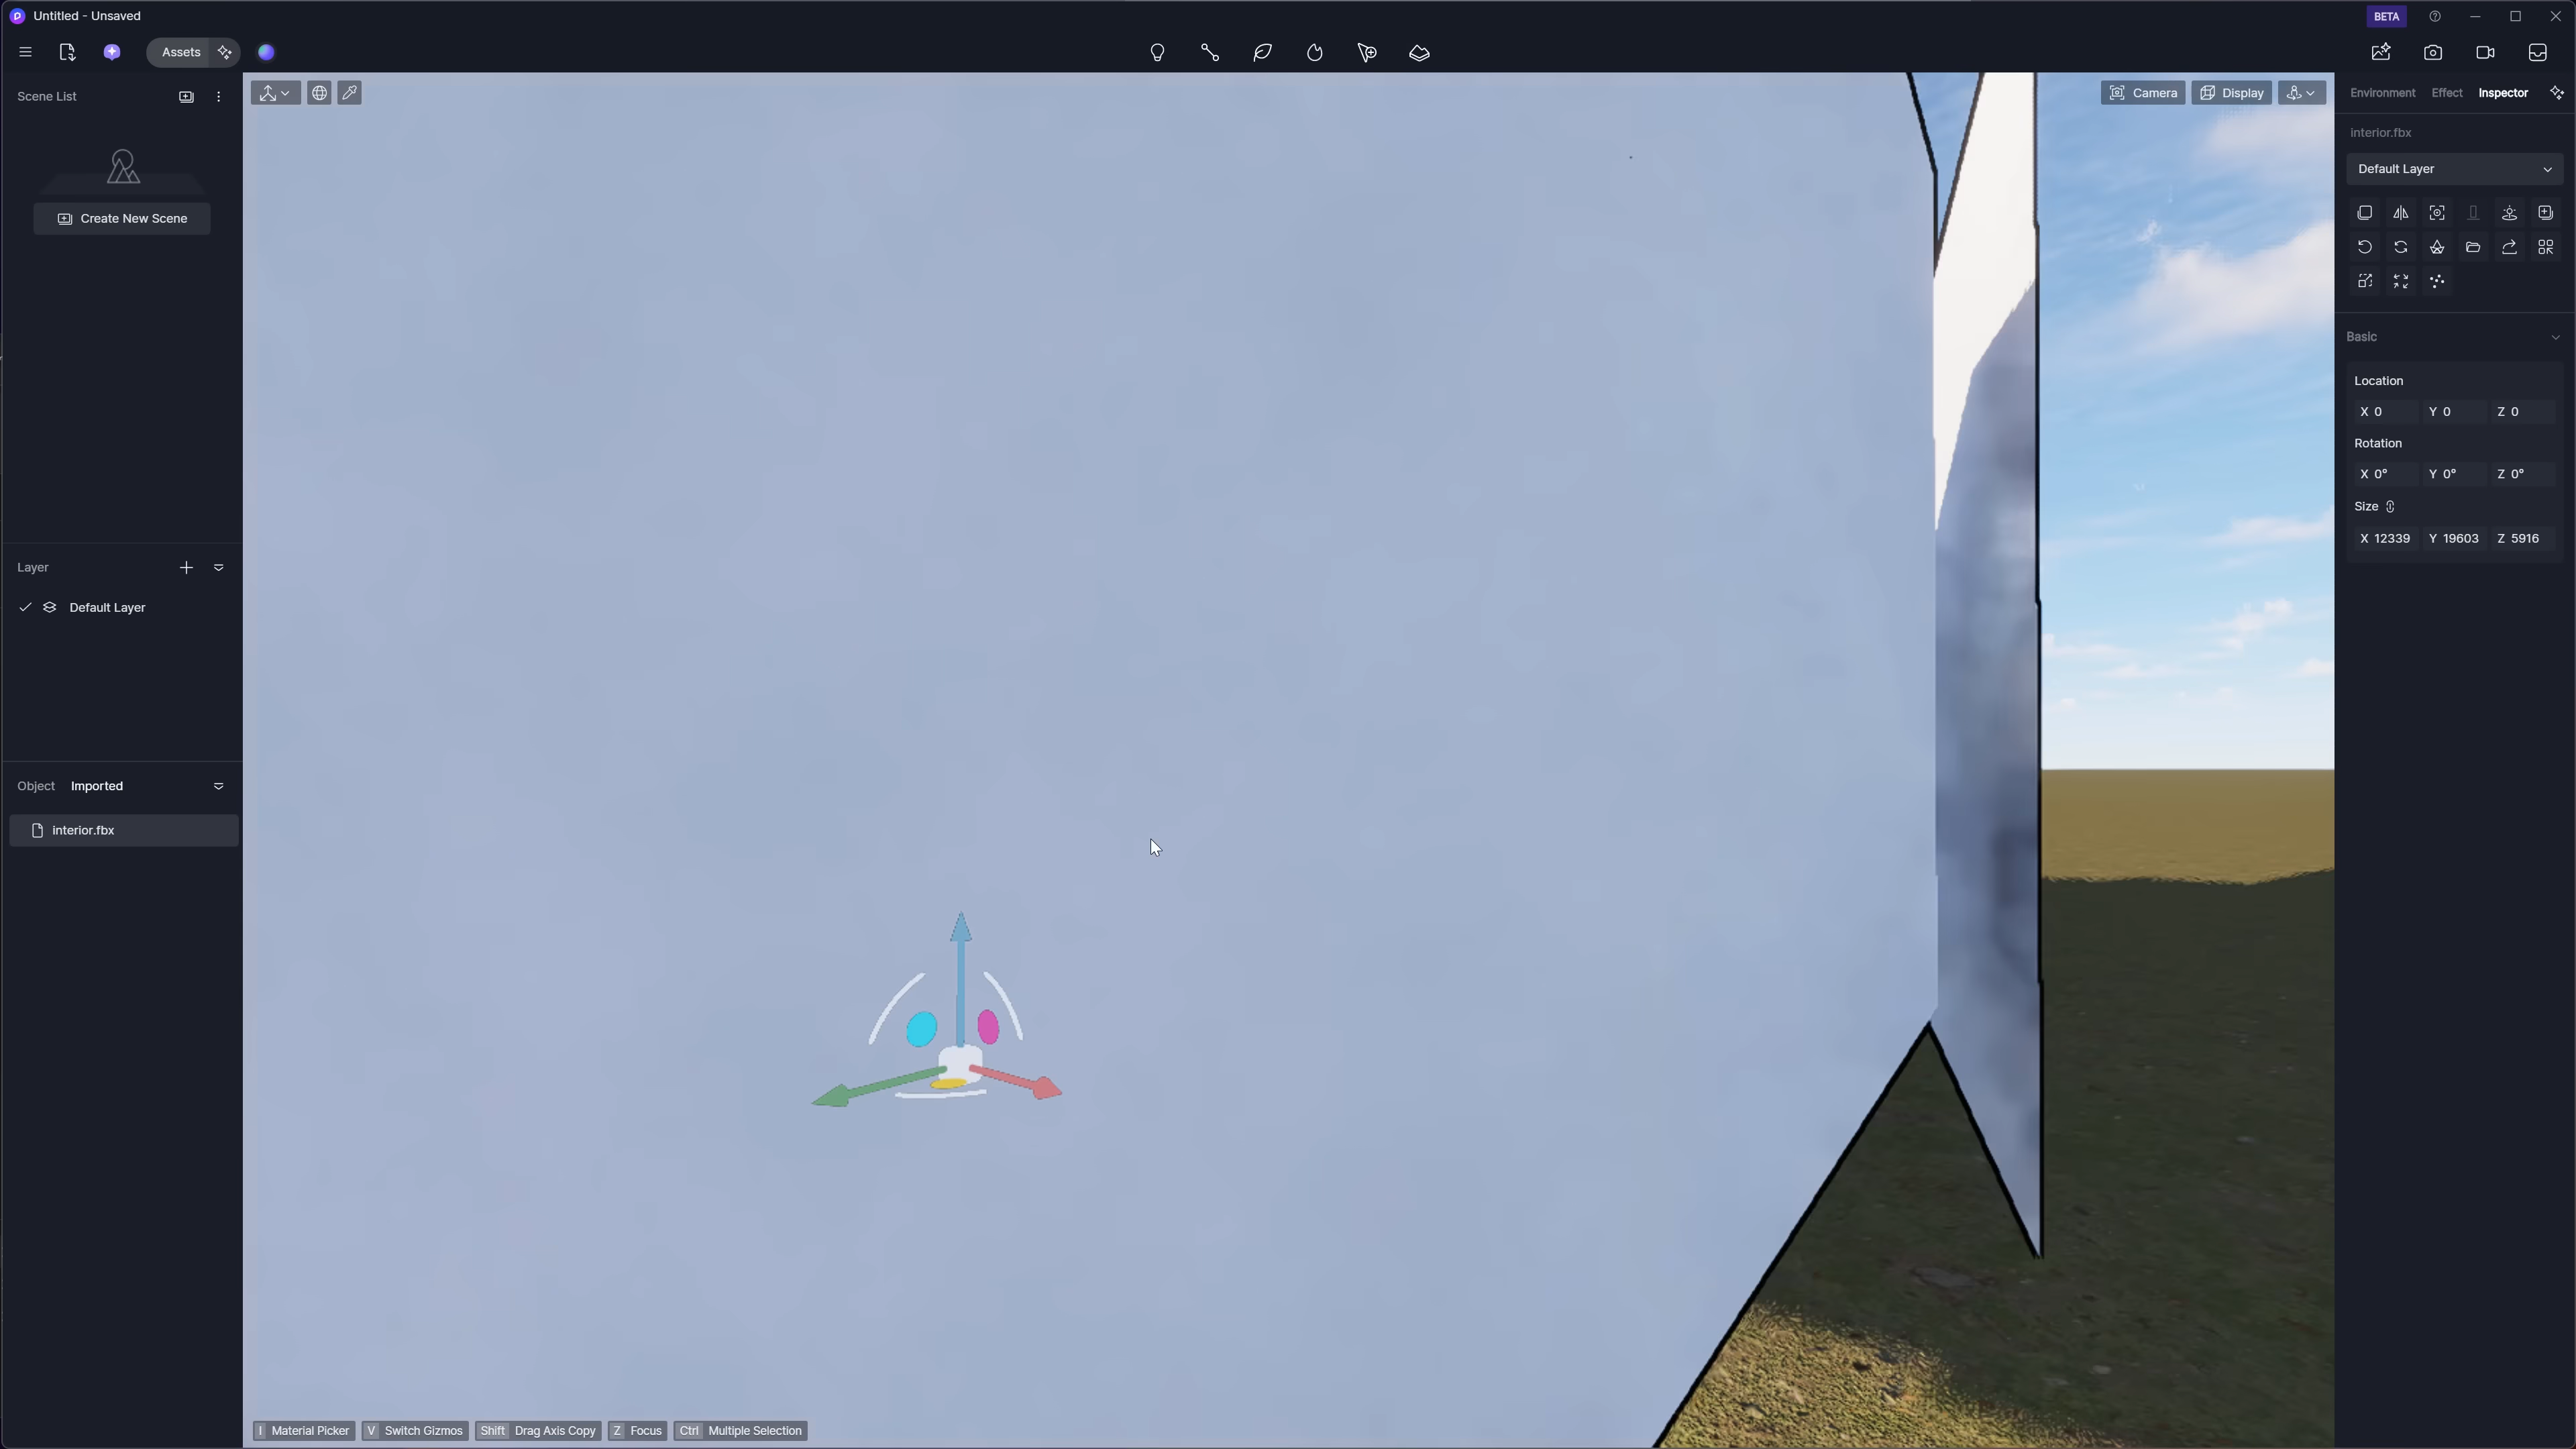 Untitled - Unsaved
BETA
Assets
Scene List
Create New Scene
Layer
Default Layer
Object Imported
interior.fbx
Camera
Display
Environment Effect Inspector
interior.fbx
Default Layer
Basic
Location
X 0 Y 0 Z 0
Rotation
X 0° Y 0° Z 0°
Size
X 12339 Y 19603 Z 5916
I Material Picker V Switch Gizmos Shift Drag Axis Copy Z Focus Ctrl Multiple Selection